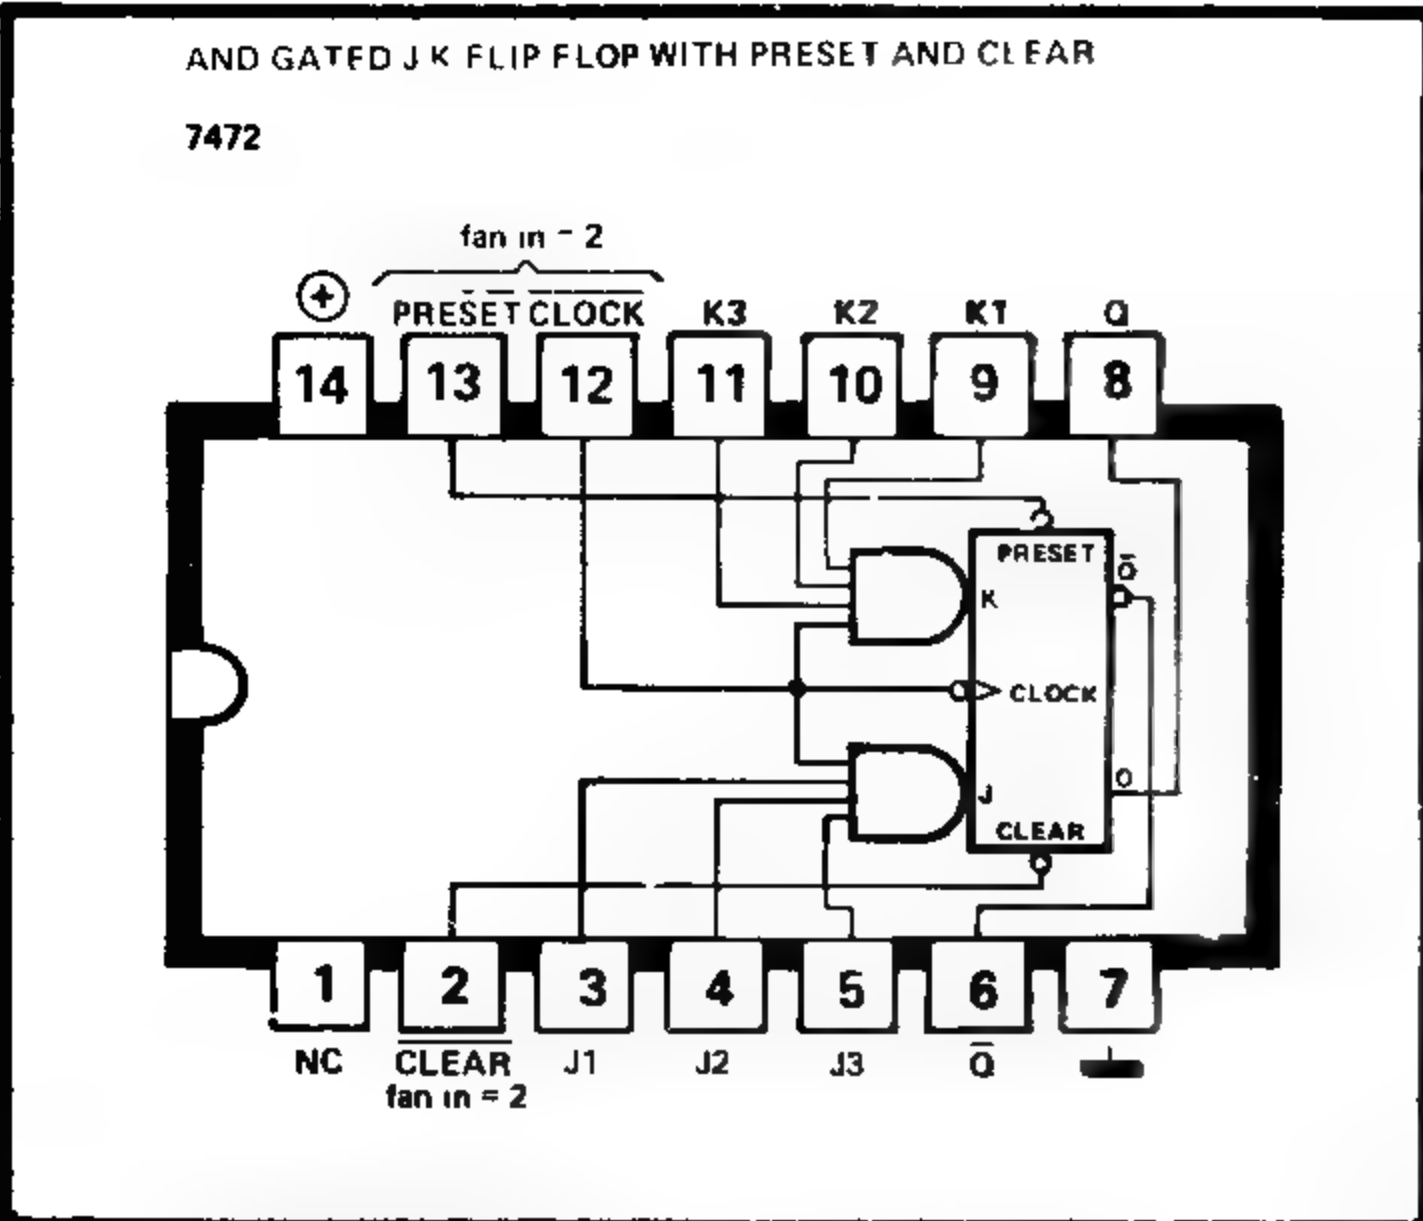 AND GATED J K FLIP FLOP WITH PRESET AND CLEAR
7472
fan in = 2
PRESET CLOCK K3 K2 K1 Q
14 13 12 11 10 9 8
PRESET
Q̅
K
CLOCK
Q
J
CLEAR
1 2 3 4 5 6 7
NC C̅L̅E̅A̅R̅ J1 J2 J3 Q̅
fan in = 2